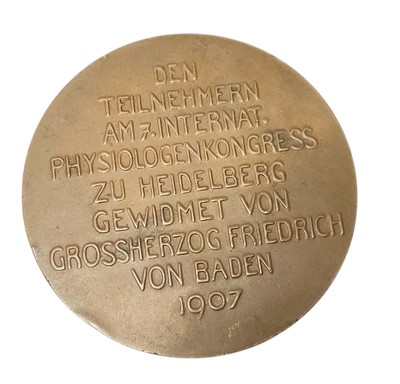 DEN
TEILNEHMERN
AM 7. INTERNAT.
PHYSIOLOGENKONGRESS
ZU HEIDELBERG
GEWIDMET VON
GROSSHERZOG FRIEDRICH
VON BADEN
1907